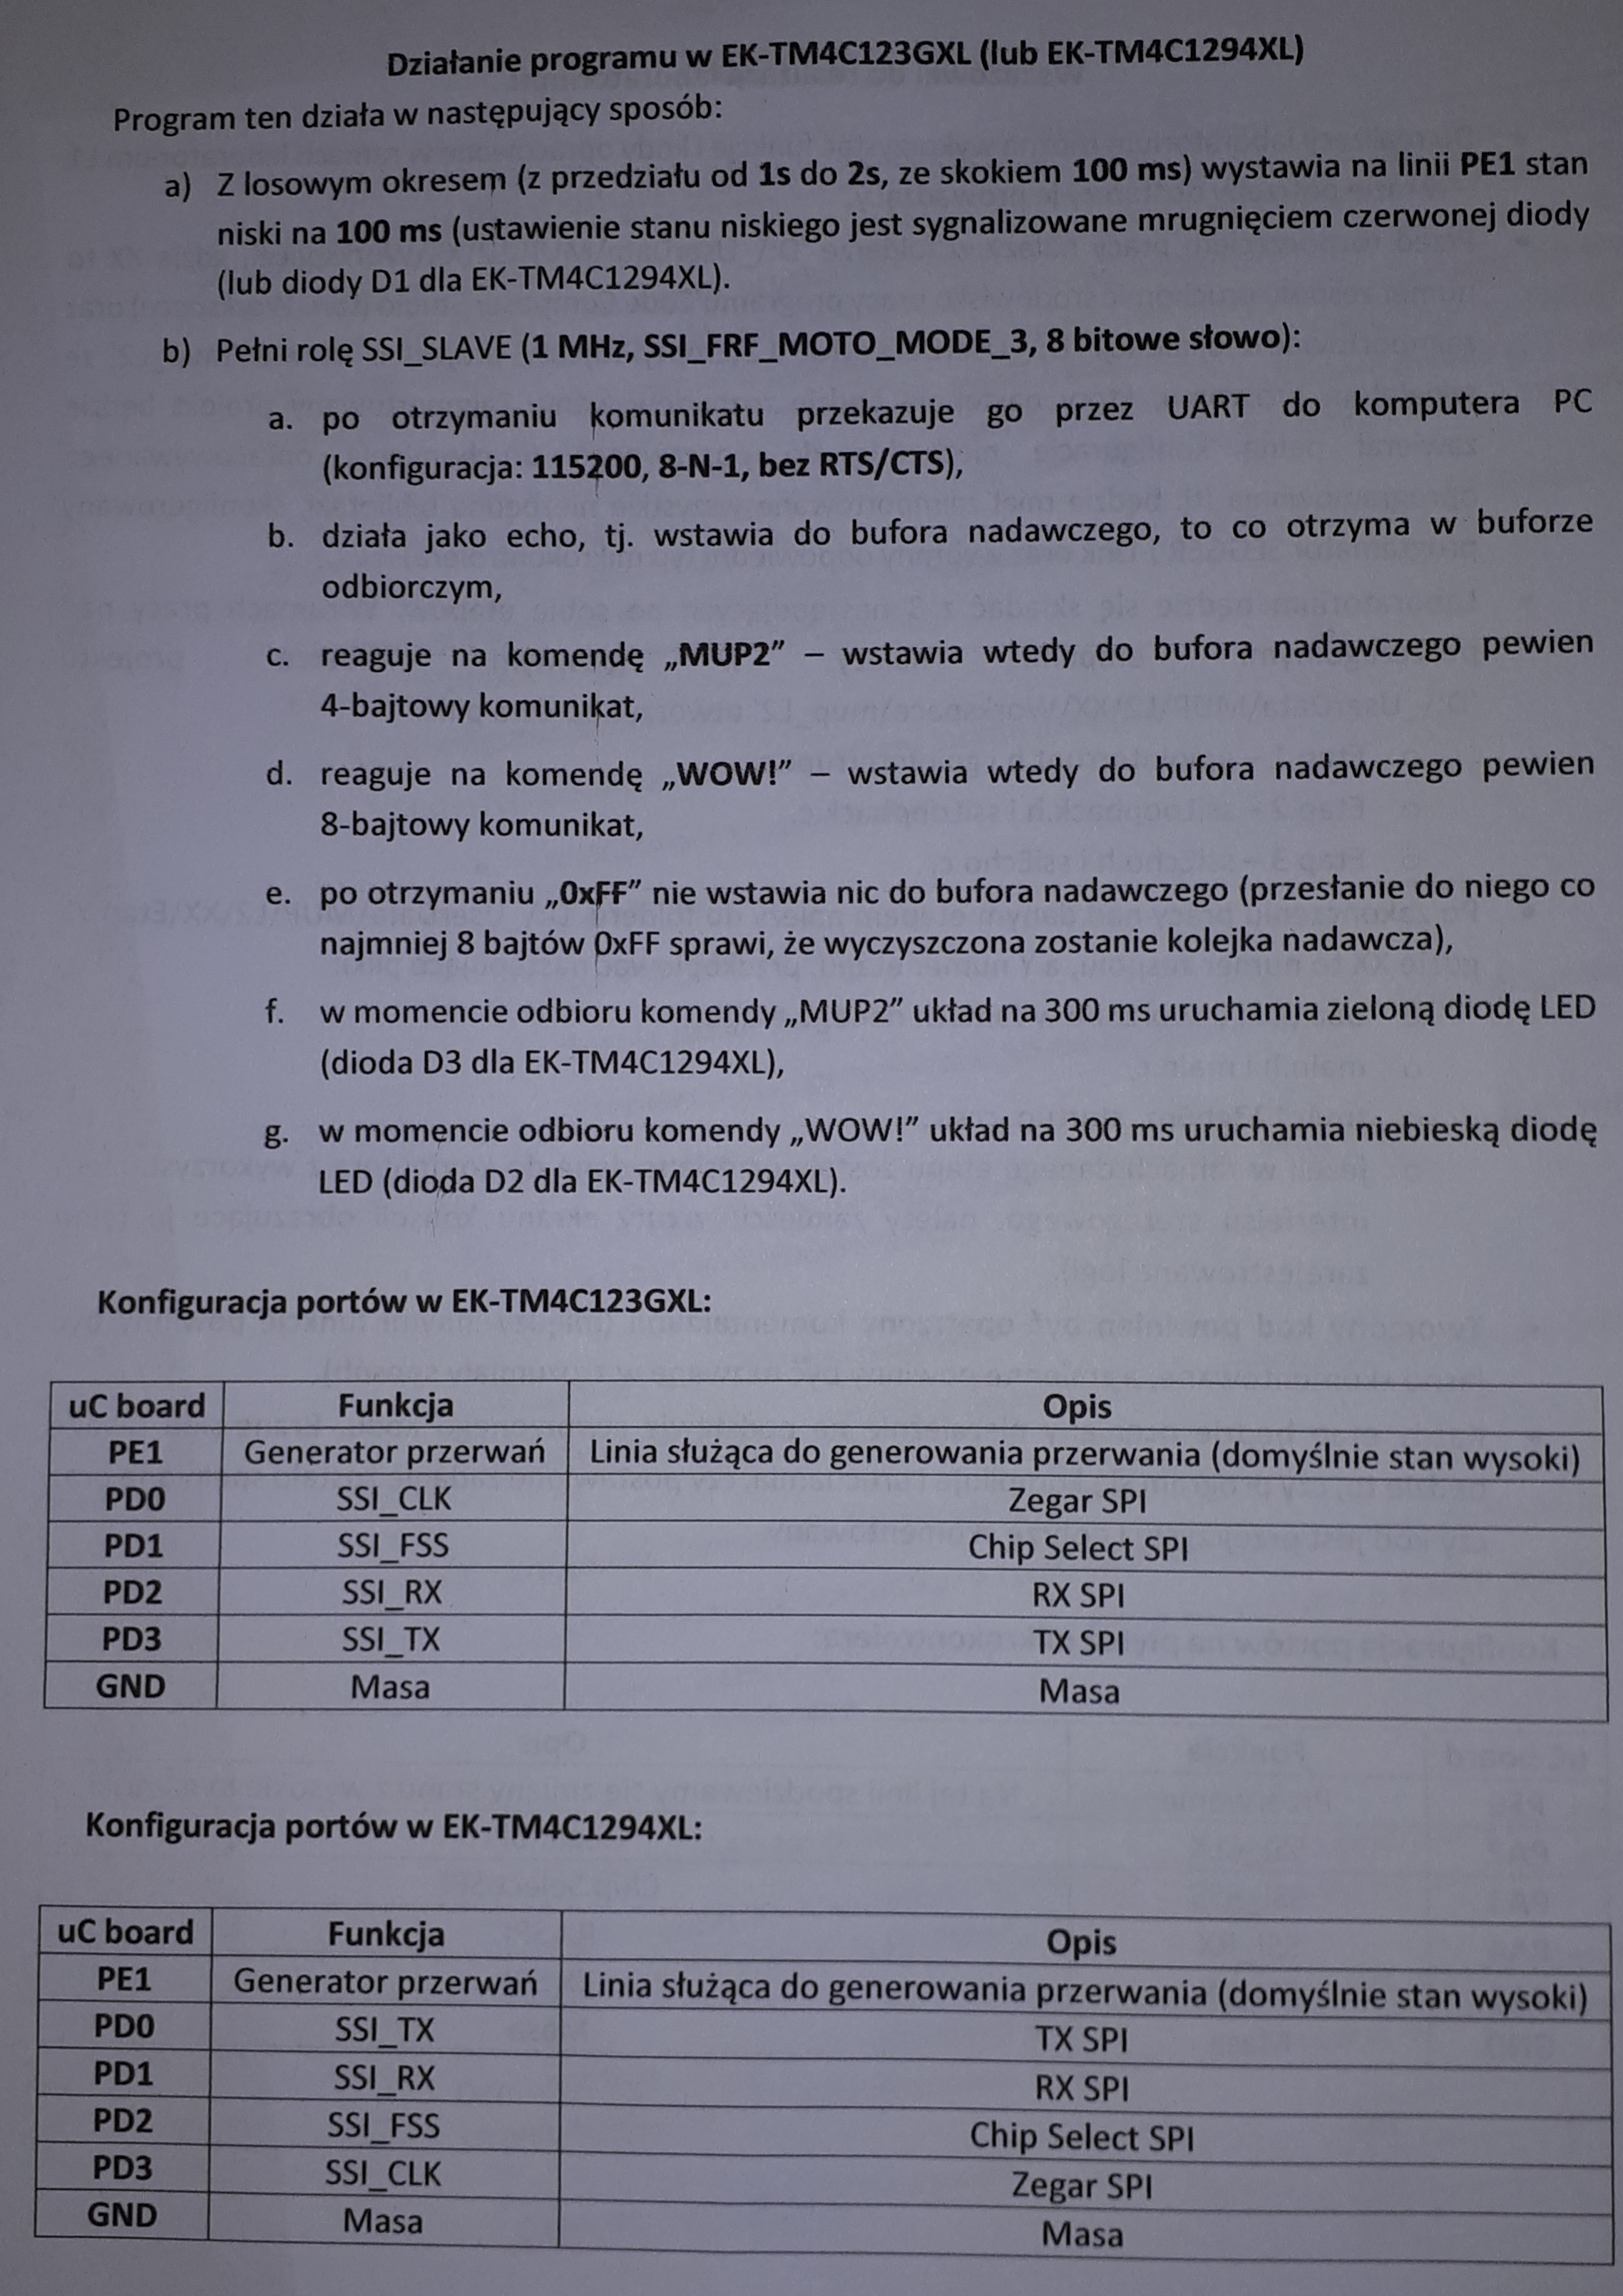 Działanie programu w EK-TM4C123GXL (lub EK-TM4C1294XL)
Program ten działa w następujący sposób:
a) Z losowym okresem (z przedziału od 1s do 2s, ze skokiem 100 ms) wystawia na linii PE1 stan
niski na 100 ms (ustawienie stanu niskiego jest sygnalizowane mrugnięciem czerwonej diody
(lub diody D1 dla EK-TM4C1294XL).
b) Pełni rolę SSI_SLAVE (1 MHz, SSI_FRF_MOTO_MODE_3, 8 bitowe słowo):
a. po otrzymaniu komunikatu przekazuje go przez UART do komputera PC
(konfiguracja: 115200, 8-N-1, bez RTS/CTS),
b. działa jako echo, tj. wstawia do bufora nadawczego, to co otrzyma w buforze
odbiorczym,
c. reaguje na komendę „MUP2” – wstawia wtedy do bufora nadawczego pewien
4-bajtowy komunikat,
d. reaguje na komendę „WOW!” – wstawia wtedy do bufora nadawczego pewien
8-bajtowy komunikat,
e. po otrzymaniu „0xFF” nie wstawia nic do bufora nadawczego (przesłanie do niego co
najmniej 8 bajtów 0xFF sprawi, że wyczyszczona zostanie kolejka nadawcza),
f. w momencie odbioru komendy „MUP2” układ na 300 ms uruchamia zieloną diodę LED
(dioda D3 dla EK-TM4C1294XL),
g. w momencie odbioru komendy „WOW!” układ na 300 ms uruchamia niebieską diodę
LED (dioda D2 dla EK-TM4C1294XL).
Konfiguracja portów w EK-TM4C123GXL:
uC board Funkcja Opis
PE1 Generator przerwań Linia służąca do generowania przerwania (domyślnie stan wysoki)
PD0 SSI_CLK Zegar SPI
PD1 SSI_FSS Chip Select SPI
PD2 SSI_RX RX SPI
PD3 SSI_TX TX SPI
GND Masa Masa
Konfiguracja portów w EK-TM4C1294XL:
uC board Funkcja Opis
PE1 Generator przerwań Linia służąca do generowania przerwania (domyślnie stan wysoki)
PD0 SSI_TX TX SPI
PD1 SSI_RX RX SPI
PD2 SSI_FSS Chip Select SPI
PD3 SSI_CLK Zegar SPI
GND Masa Masa